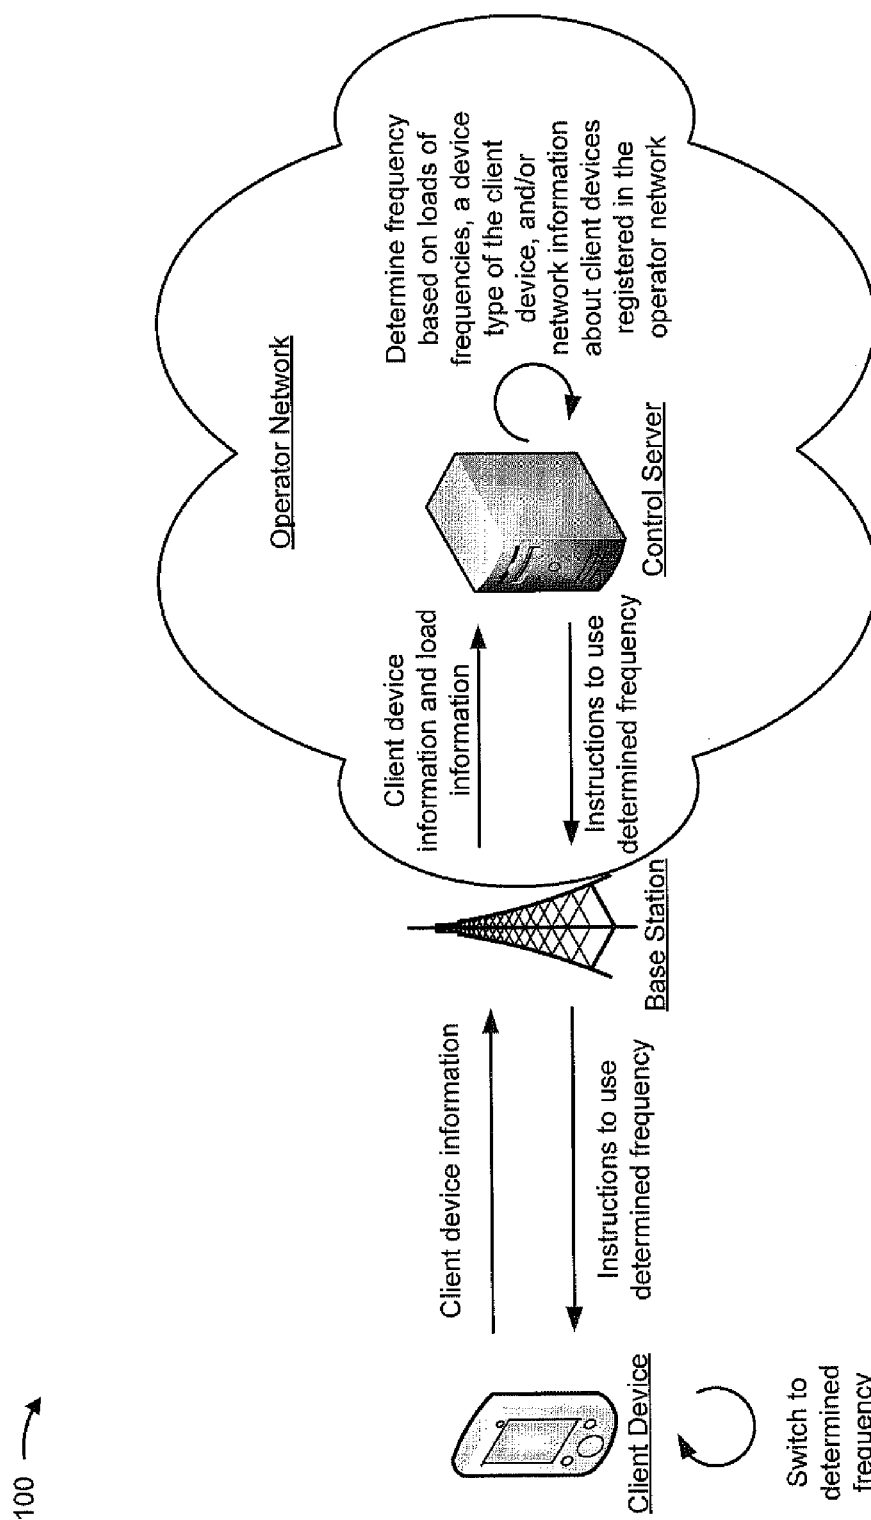 100
Operator Network
Client device information
Client device
information and load
information
Determine frequency
based on loads of
frequencies, a device
type of the client
device, and/or
network information
about client devices
registered in the
operator network
Instructions to use
determined frequency
Instructions to use
determined frequency
Client Device
Base Station
Control Server
Switch to
determined
frequency